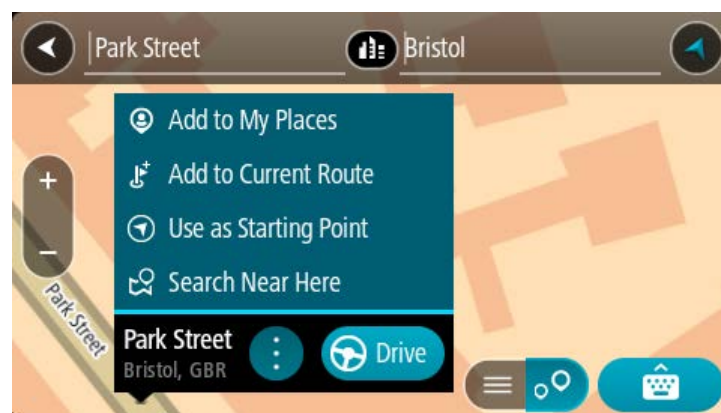 Park Street
Bristol
Add to My Places
Add to Current Route
Use as Starting Point
Search Near Here
Park Street
Park Street
Bristol, GBR
Drive